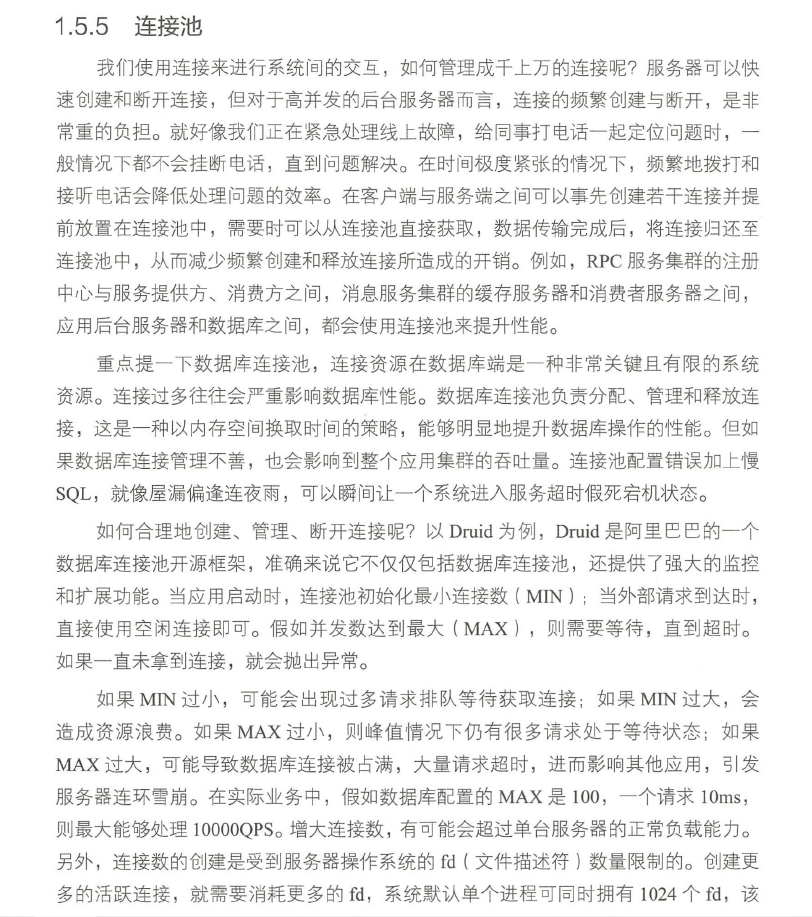 1.5.5 连接池
我们使用连接来进行系统间的交互，如何管理成千上万的连接呢？服务器可以快
速创建和断开连接，但对于高并发的后台服务器而言，连接的频繁创建与断开，是非
常重的负担。就好像我们正在紧急处理线上故障，给同事打电话一起定位问题时，一
般情况下都不会挂断电话，直到问题解决。在时间极度紧张的情况下，频繁地拨打和
接听电话会降低处理问题的效率。在客户端与服务端之间可以事先创建若干连接并提
前放置在连接池中，需要时可以从连接池直接获取，数据传输完成后，将连接归还至
连接池中，从而减少频繁创建和释放连接所造成的开销。例如，RPC 服务集群的注册
中心与服务提供方、消费方之间，消息服务集群的缓存服务器和消费者服务器之间，
应用后台服务器和数据库之间，都会使用连接池来提升性能。
重点提一下数据库连接池，连接资源在数据库端是一种非常关键且有限的系统
资源。连接过多往往会严重影响数据库性能。数据库连接池负责分配、管理和释放连
接，这是一种以内存空间换取时间的策略，能够明显地提升数据库操作的性能。但如
果数据库连接管理不善，也会影响到整个应用集群的吞吐量。连接池配置错误加上慢
SQL，就像屋漏偏逢连夜雨，可以瞬间让一个系统进入服务超时假死宕机状态。
如何合理地创建、管理、断开连接呢？以 Druid 为例，Druid 是阿里巴巴的一个
数据库连接池开源框架，准确来说它不仅仅包括数据库连接池，还提供了强大的监控
和扩展功能。当应用启动时，连接池初始化最小连接数（MIN）；当外部请求到达时，
直接使用空闲连接即可。假如并发数达到最大（MAX），则需要等待，直到超时。
如果一直未拿到连接，就会抛出异常。
如果 MIN 过小，可能会出现过多请求排队等待获取连接；如果 MIN 过大，会
造成资源浪费。如果 MAX 过小，则峰值情况下仍有很多请求处于等待状态；如果
MAX 过大，可能导致数据库连接被占满，大量请求超时，进而影响其他应用，引发
服务器连环雪崩。在实际业务中，假如数据库配置的 MAX 是 100，一个请求 10ms，
则最大能够处理 10000QPS。增大连接数，有可能会超过单台服务器的正常负载能力。
另外，连接数的创建是受到服务器操作系统的 fd（文件描述符）数量限制的。创建更
多的活跃连接，就需要消耗更多的 fd，系统默认单个进程可同时拥有 1024 个 fd，该